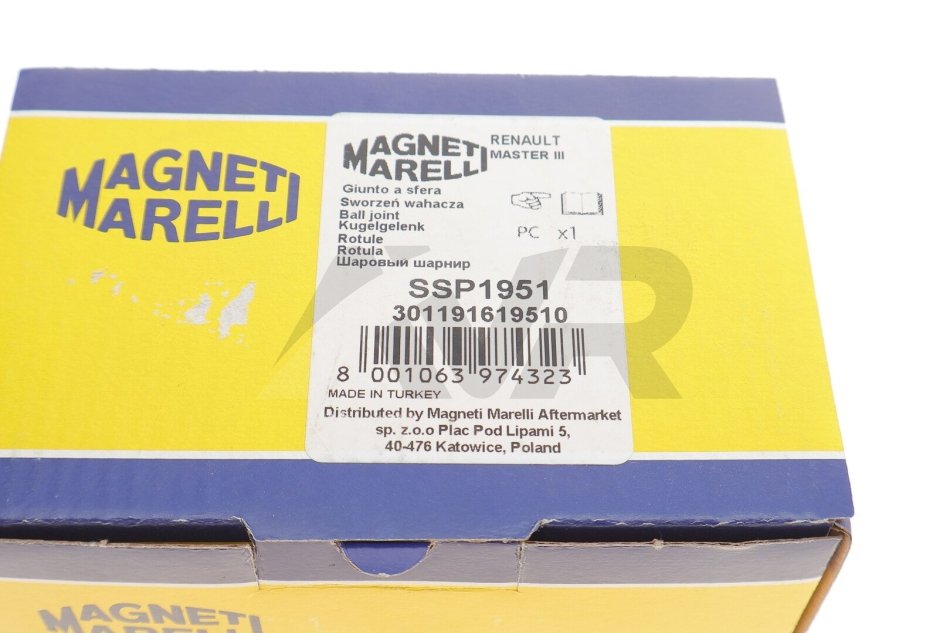 MAGNETI
MARELLI
MAGNETI
MARELLI
RENAULT
MASTER III
Giunto a sfera
Sworzeń wahacza
Ball joint
Kugelgelenk
Rotule
Rotula
Шаровый шарнир
PC x1
SSP1951
301191619510
8 001063 974323
MADE IN TURKEY
Distributed by Magneti Marelli Aftermarket
sp. z.o.o Plac Pod Lipami 5,
40-476 Katowice, Poland
MAGNETI
MARELLI